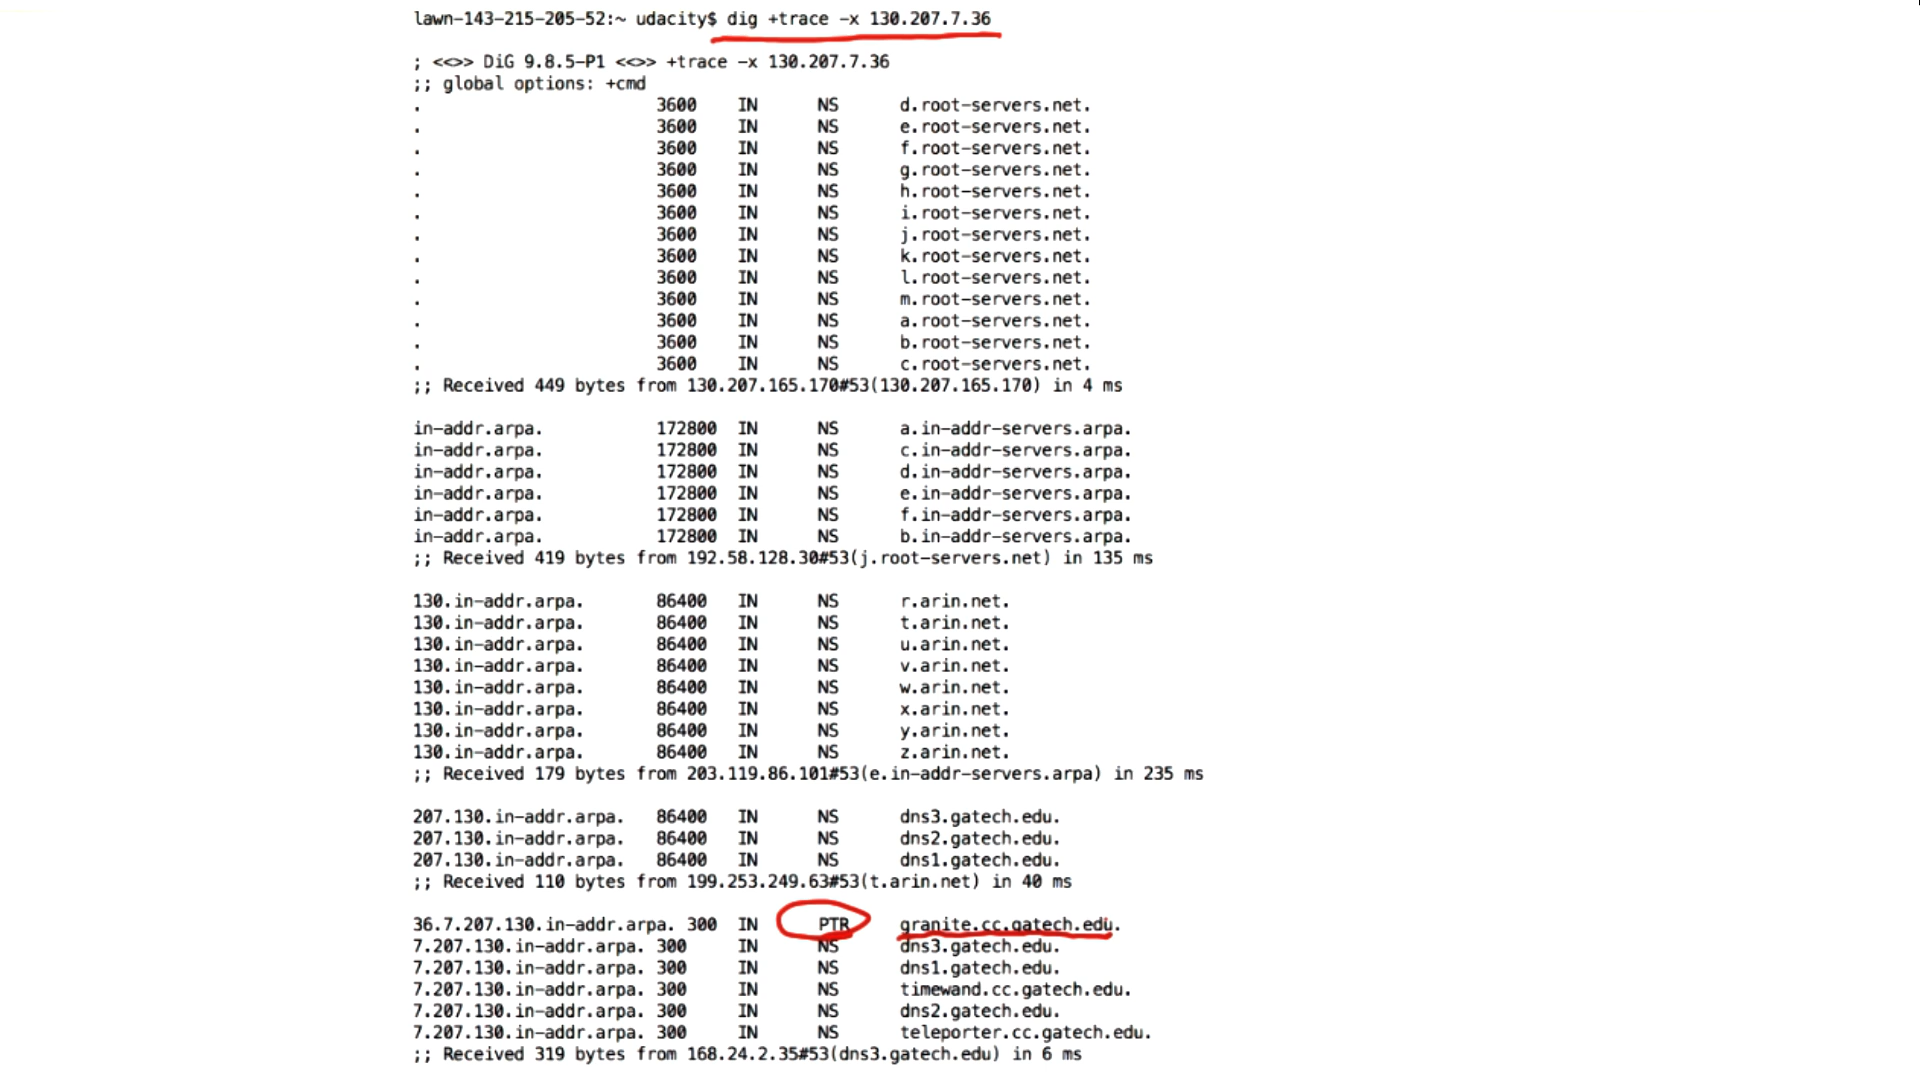 lawn-143-215-205-52:~ udacity$ dig +trace -x 130.207.7.36
; <<>> DiG 9.8.5-P1 <<>> +trace -x 130.207.7.36
;; global options: +cmd
. 3600 IN NS d.root-servers.net.
. 3600 IN NS e.root-servers.net.
. 3600 IN NS f.root-servers.net.
. 3600 IN NS g.root-servers.net.
. 3600 IN NS h.root-servers.net.
. 3600 IN NS i.root-servers.net.
. 3600 IN NS j.root-servers.net.
. 3600 IN NS k.root-servers.net.
. 3600 IN NS l.root-servers.net.
. 3600 IN NS m.root-servers.net.
. 3600 IN NS a.root-servers.net.
. 3600 IN NS b.root-servers.net.
. 3600 IN NS c.root-servers.net.
;; Received 449 bytes from 130.207.165.170#53(130.207.165.170) in 4 ms
in-addr.arpa. 172800 IN NS a.in-addr-servers.arpa.
in-addr.arpa. 172800 IN NS c.in-addr-servers.arpa.
in-addr.arpa. 172800 IN NS d.in-addr-servers.arpa.
in-addr.arpa. 172800 IN NS e.in-addr-servers.arpa.
in-addr.arpa. 172800 IN NS f.in-addr-servers.arpa.
in-addr.arpa. 172800 IN NS b.in-addr-servers.arpa.
;; Received 419 bytes from 192.58.128.30#53(j.root-servers.net) in 135 ms
130.in-addr.arpa. 86400 IN NS r.arin.net.
130.in-addr.arpa. 86400 IN NS t.arin.net.
130.in-addr.arpa. 86400 IN NS u.arin.net.
130.in-addr.arpa. 86400 IN NS v.arin.net.
130.in-addr.arpa. 86400 IN NS w.arin.net.
130.in-addr.arpa. 86400 IN NS x.arin.net.
130.in-addr.arpa. 86400 IN NS y.arin.net.
130.in-addr.arpa. 86400 IN NS z.arin.net.
;; Received 179 bytes from 203.119.86.101#53(e.in-addr-servers.arpa) in 235 ms
207.130.in-addr.arpa. 86400 IN NS dns3.gatech.edu.
207.130.in-addr.arpa. 86400 IN NS dns2.gatech.edu.
207.130.in-addr.arpa. 86400 IN NS dns1.gatech.edu.
;; Received 110 bytes from 199.253.249.63#53(t.arin.net) in 40 ms
36.7.207.130.in-addr.arpa. 300 IN PTR granite.cc.gatech.edu.
7.207.130.in-addr.arpa. 300 IN NS dns3.gatech.edu.
7.207.130.in-addr.arpa. 300 IN NS dns1.gatech.edu.
7.207.130.in-addr.arpa. 300 IN NS timewand.cc.gatech.edu.
7.207.130.in-addr.arpa. 300 IN NS dns2.gatech.edu.
7.207.130.in-addr.arpa. 300 IN NS teleporter.cc.gatech.edu.
;; Received 319 bytes from 168.24.2.35#53(dns3.gatech.edu) in 6 ms